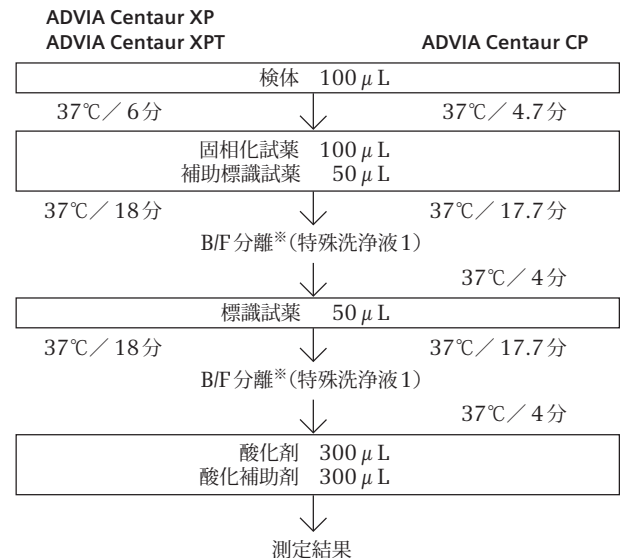 ADVIA Centaur XP
ADVIA Centaur XPT ADVIA Centaur CP
検体 100μL
37℃／6分 37℃／4.7分
固相化試薬 100μL
補助標識試薬 50μL
37℃／18分 37℃／17.7分
B/F分離※(特殊洗浄液1)
37℃／4分
標識試薬 50μL
37℃／18分 37℃／17.7分
B/F分離※(特殊洗浄液1)
37℃／4分
酸化剤 300μL
酸化補助剤 300μL
測定結果